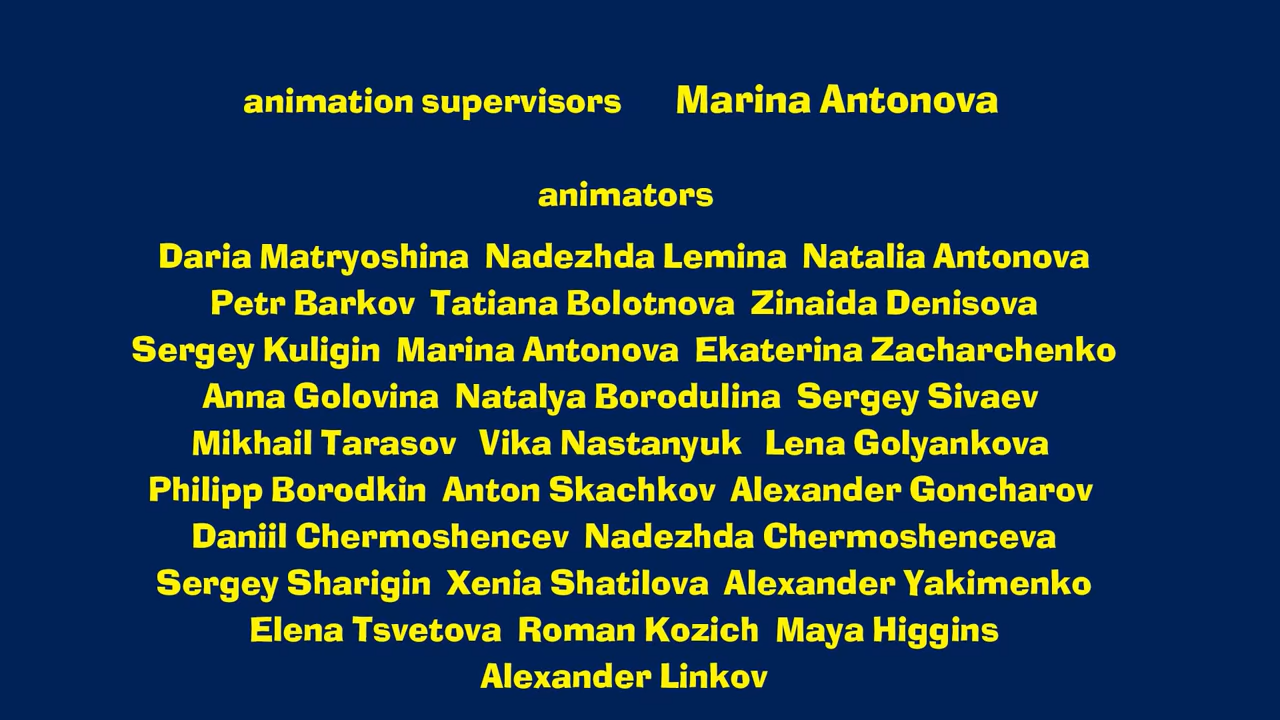 animation supervisors Marina Antonova
animators
Daria Matryoshina Nadezhda Lemina Natalia Antonova
Petr Barkov Tatiana Bolotnova Zinaida Denisova
Sergey Kuligin Marina Antonova Ekaterina Zacharchenko
Anna Golovina Natalya Borodulina Sergey Sivaev
Mikhail Tarasov Vika Nastanyuk Lena Golyankova
Philipp Borodkin Anton Skachkov Alexander Goncharov
Daniil Chermoshencev Nadezhda Chermoshenceva
Sergey Sharigin Xenia Shatilova Alexander Yakimenko
Elena Tsvetova Roman Kozich Maya Higgins
Alexander Linkov